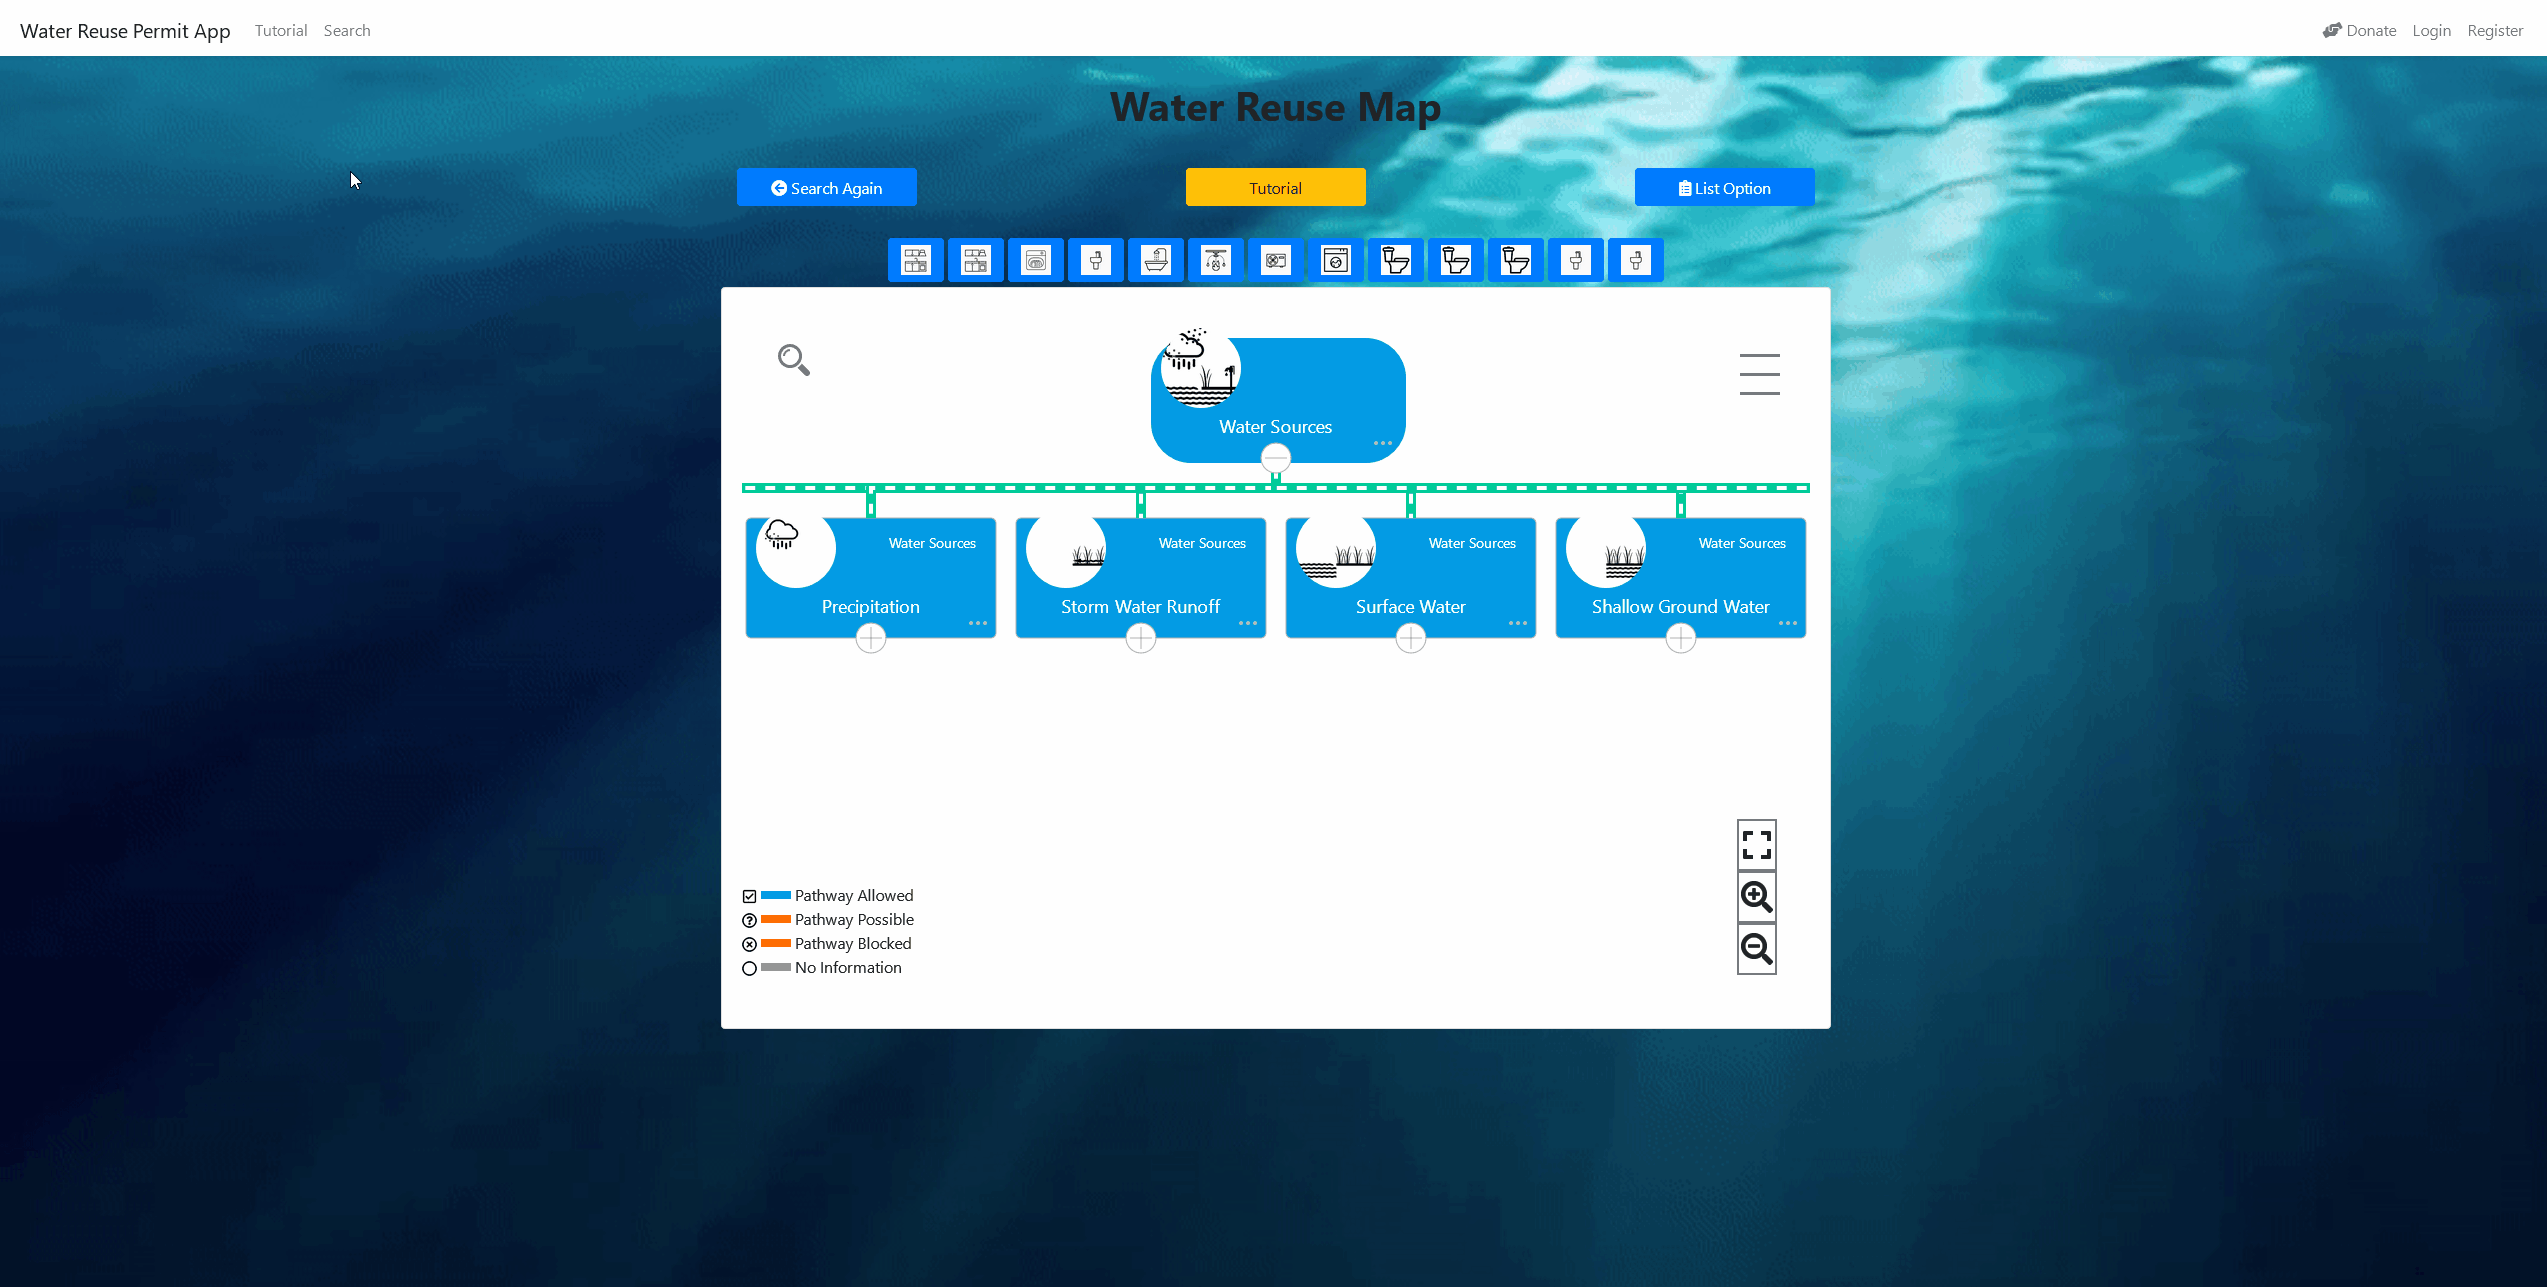 Water Reuse Permit App Tutorial Search Donate Login Register
Water Reuse Map
Search Again Tutorial List Option
Water Sources
Water Sources Water Sources Water Sources Water Sources
Precipitation Storm Water Runoff Surface Water Shallow Ground Water
Pathway Allowed
Pathway Possible
Pathway Blocked
No Information